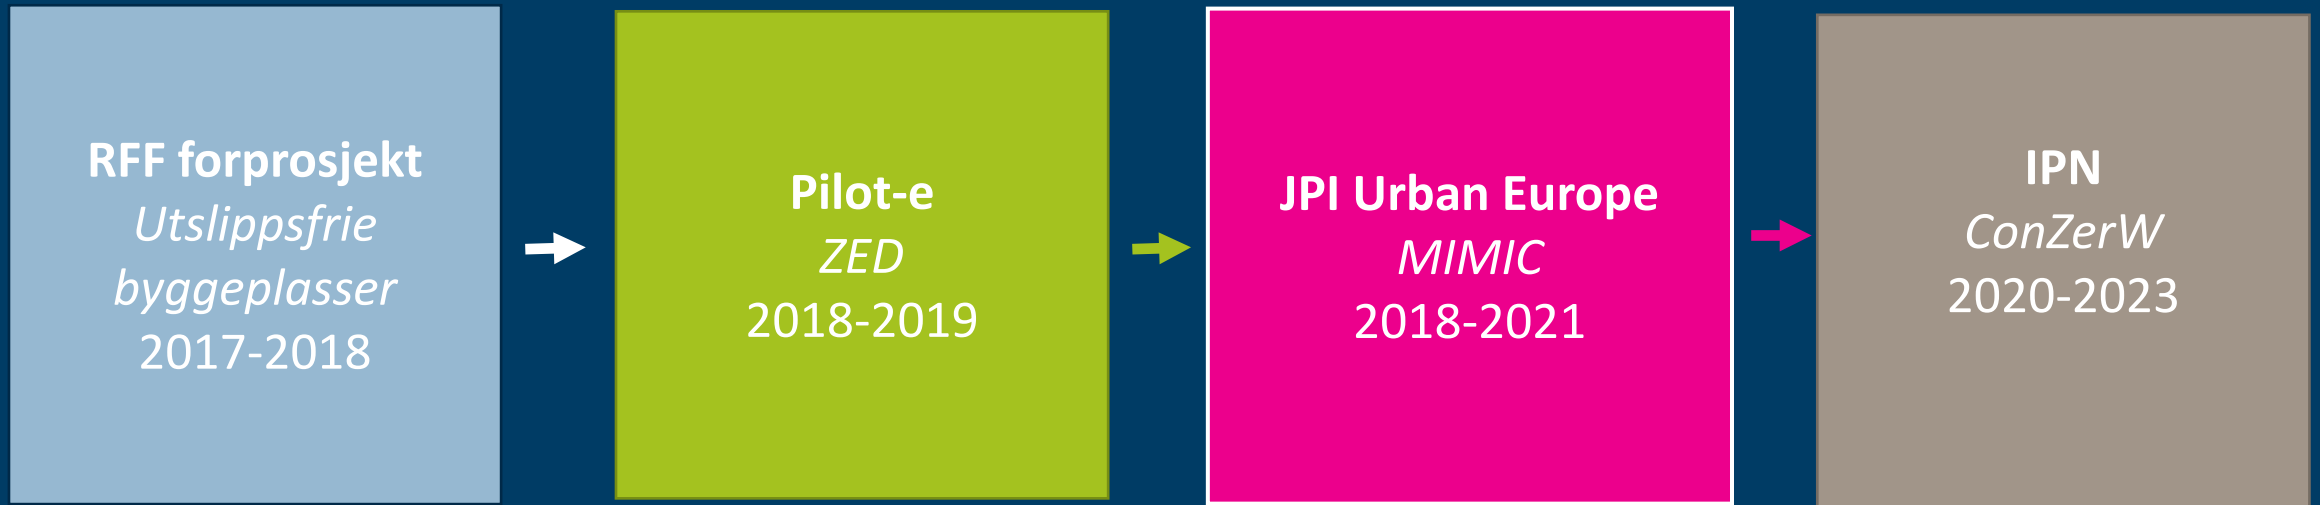 RFF forprosjekt
Utslippsfrie
byggeplasser
2017-2018
Pilot-e
ZED
2018-2019
JPI Urban Europe
MIMIC
2018-2021
IPN
ConZerW
2020-2023